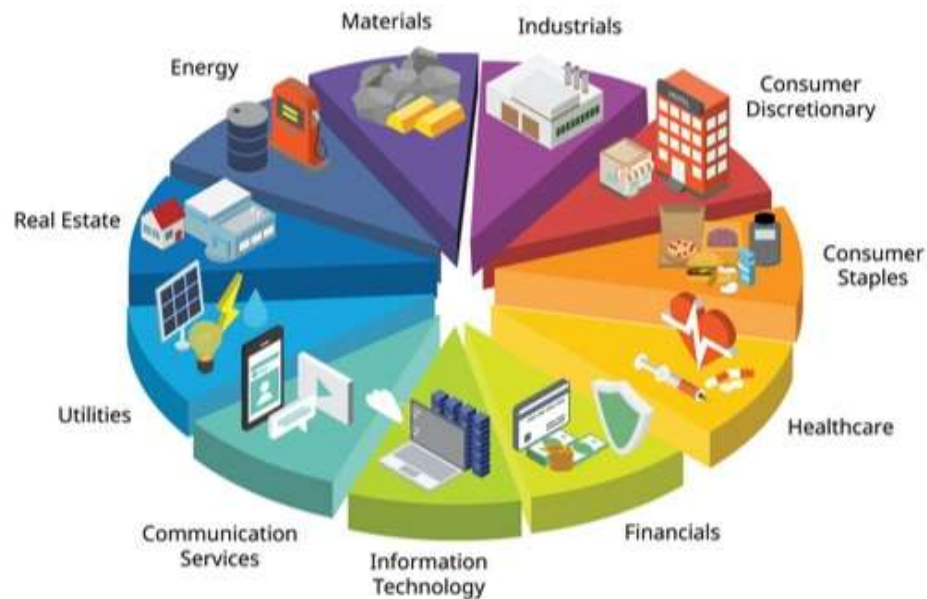 Materials
Industrials
Energy
Consumer
Discretionary
Real Estate
Consumer
Staples
Utilities
Healthcare
Communication
Services
Information
Technology
Financials